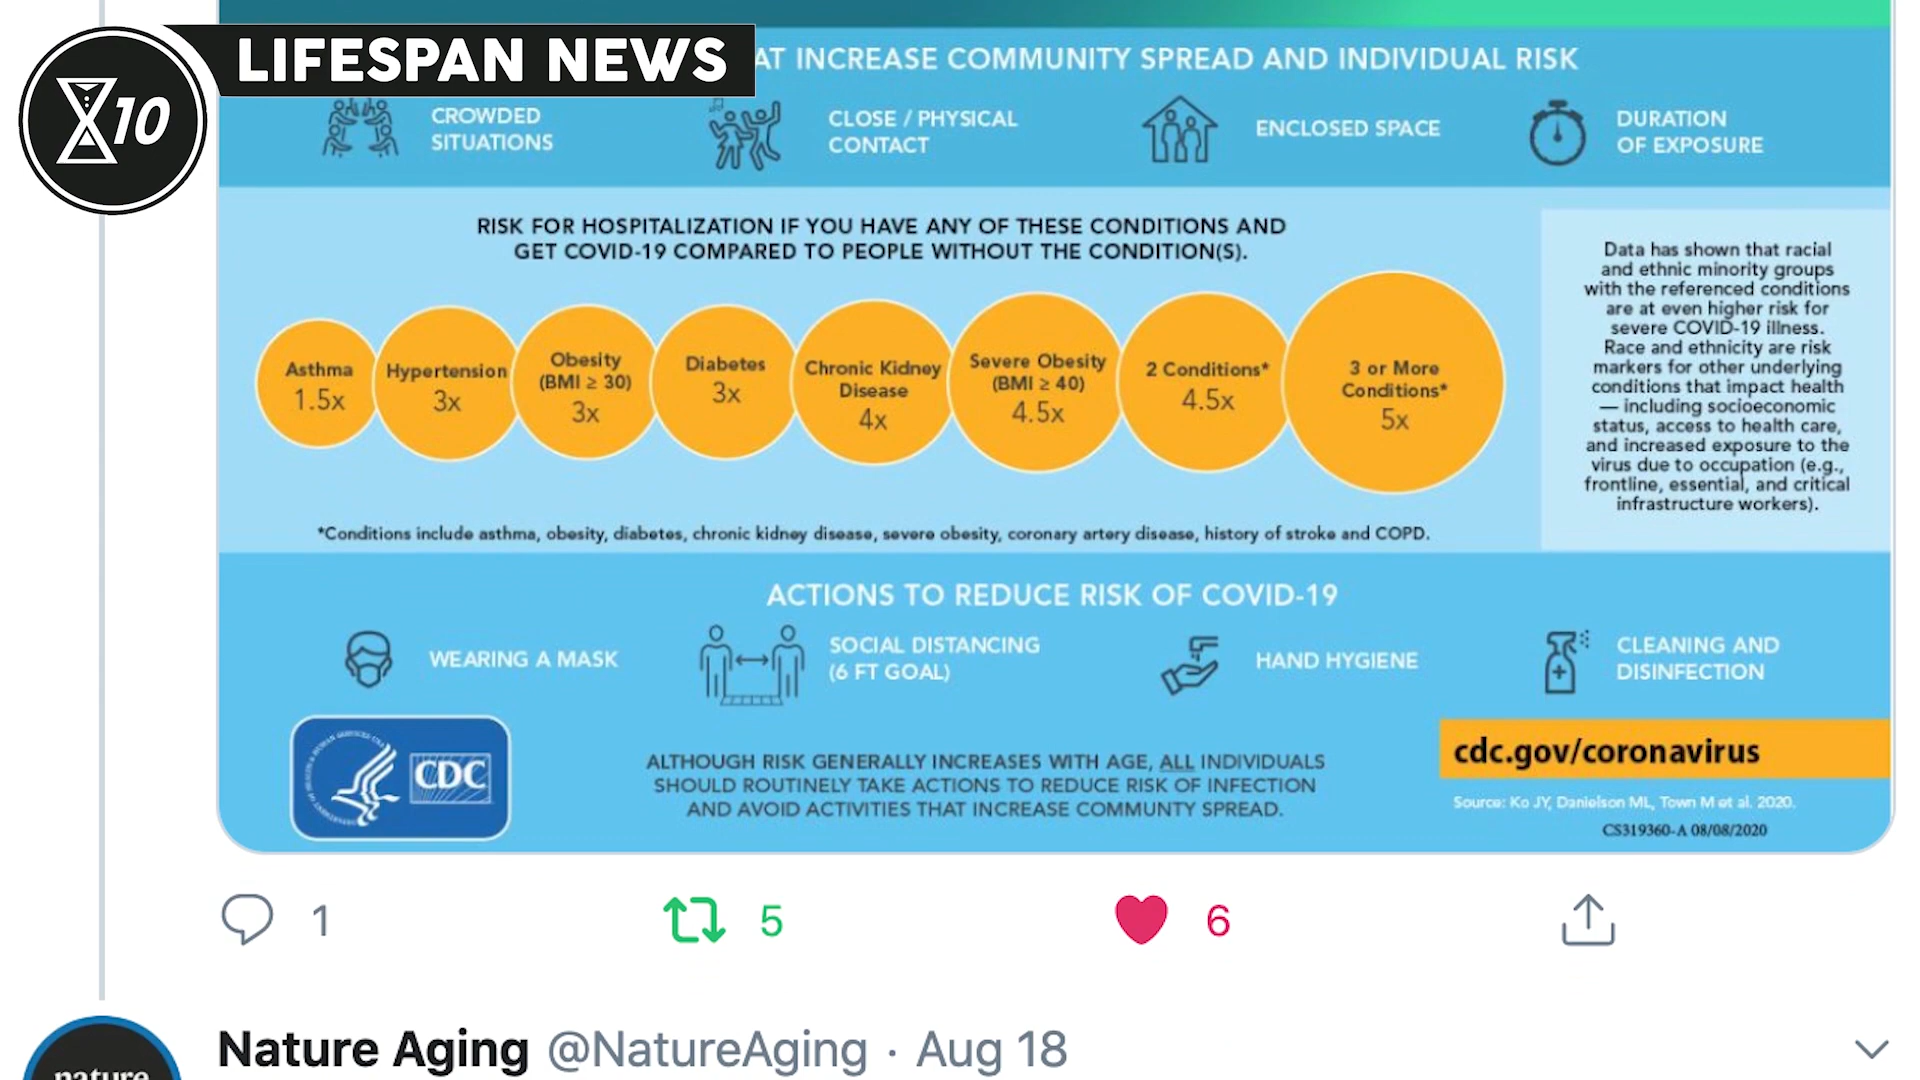 LIFESPAN NEWS
X10
AT INCREASE COMMUNITY SPREAD AND INDIVIDUAL RISK
CROWDED
SITUATIONS
CLOSE / PHYSICAL
CONTACT
ENCLOSED SPACE
DURATION
OF EXPOSURE
RISK FOR HOSPITALIZATION IF YOU HAVE ANY OF THESE CONDITIONS AND
GET COVID-19 COMPARED TO PEOPLE WITHOUT THE CONDITION(S).
Asthma
1.5x
Hypertension
3x
Obesity
(BMI ≥ 30)
3x
Diabetes
3x
Chronic Kidney
Disease
4x
Severe Obesity
(BMI ≥ 40)
4.5x
2 Conditions*
4.5x
3 or More
Conditions*
5x
*Conditions include asthma, obesity, diabetes, chronic kidney disease, severe obesity, coronary artery disease, history of stroke and COPD.
Data has shown that racial
and ethnic minority groups
with the referenced conditions
are at even higher risk for
severe COVID-19 illness.
Race and ethnicity are risk
markers for other underlying
conditions that impact health
— including socioeconomic
status, access to health care,
and increased exposure to the
virus due to occupation (e.g.,
frontline, essential, and critical
infrastructure workers).
ACTIONS TO REDUCE RISK OF COVID-19
WEARING A MASK
SOCIAL DISTANCING
(6 FT GOAL)
HAND HYGIENE
CLEANING AND
DISINFECTION
CDC
ALTHOUGH RISK GENERALLY INCREASES WITH AGE, ALL INDIVIDUALS
SHOULD ROUTINELY TAKE ACTIONS TO REDUCE RISK OF INFECTION
AND AVOID ACTIVITIES THAT INCREASE COMMUNTY SPREAD.
cdc.gov/coronavirus
Source: Ko JY, Danielson ML, Town M et al. 2020.
CS319360-A 08/08/2020
1
5
6
Nature Aging @NatureAging · Aug 18
nature